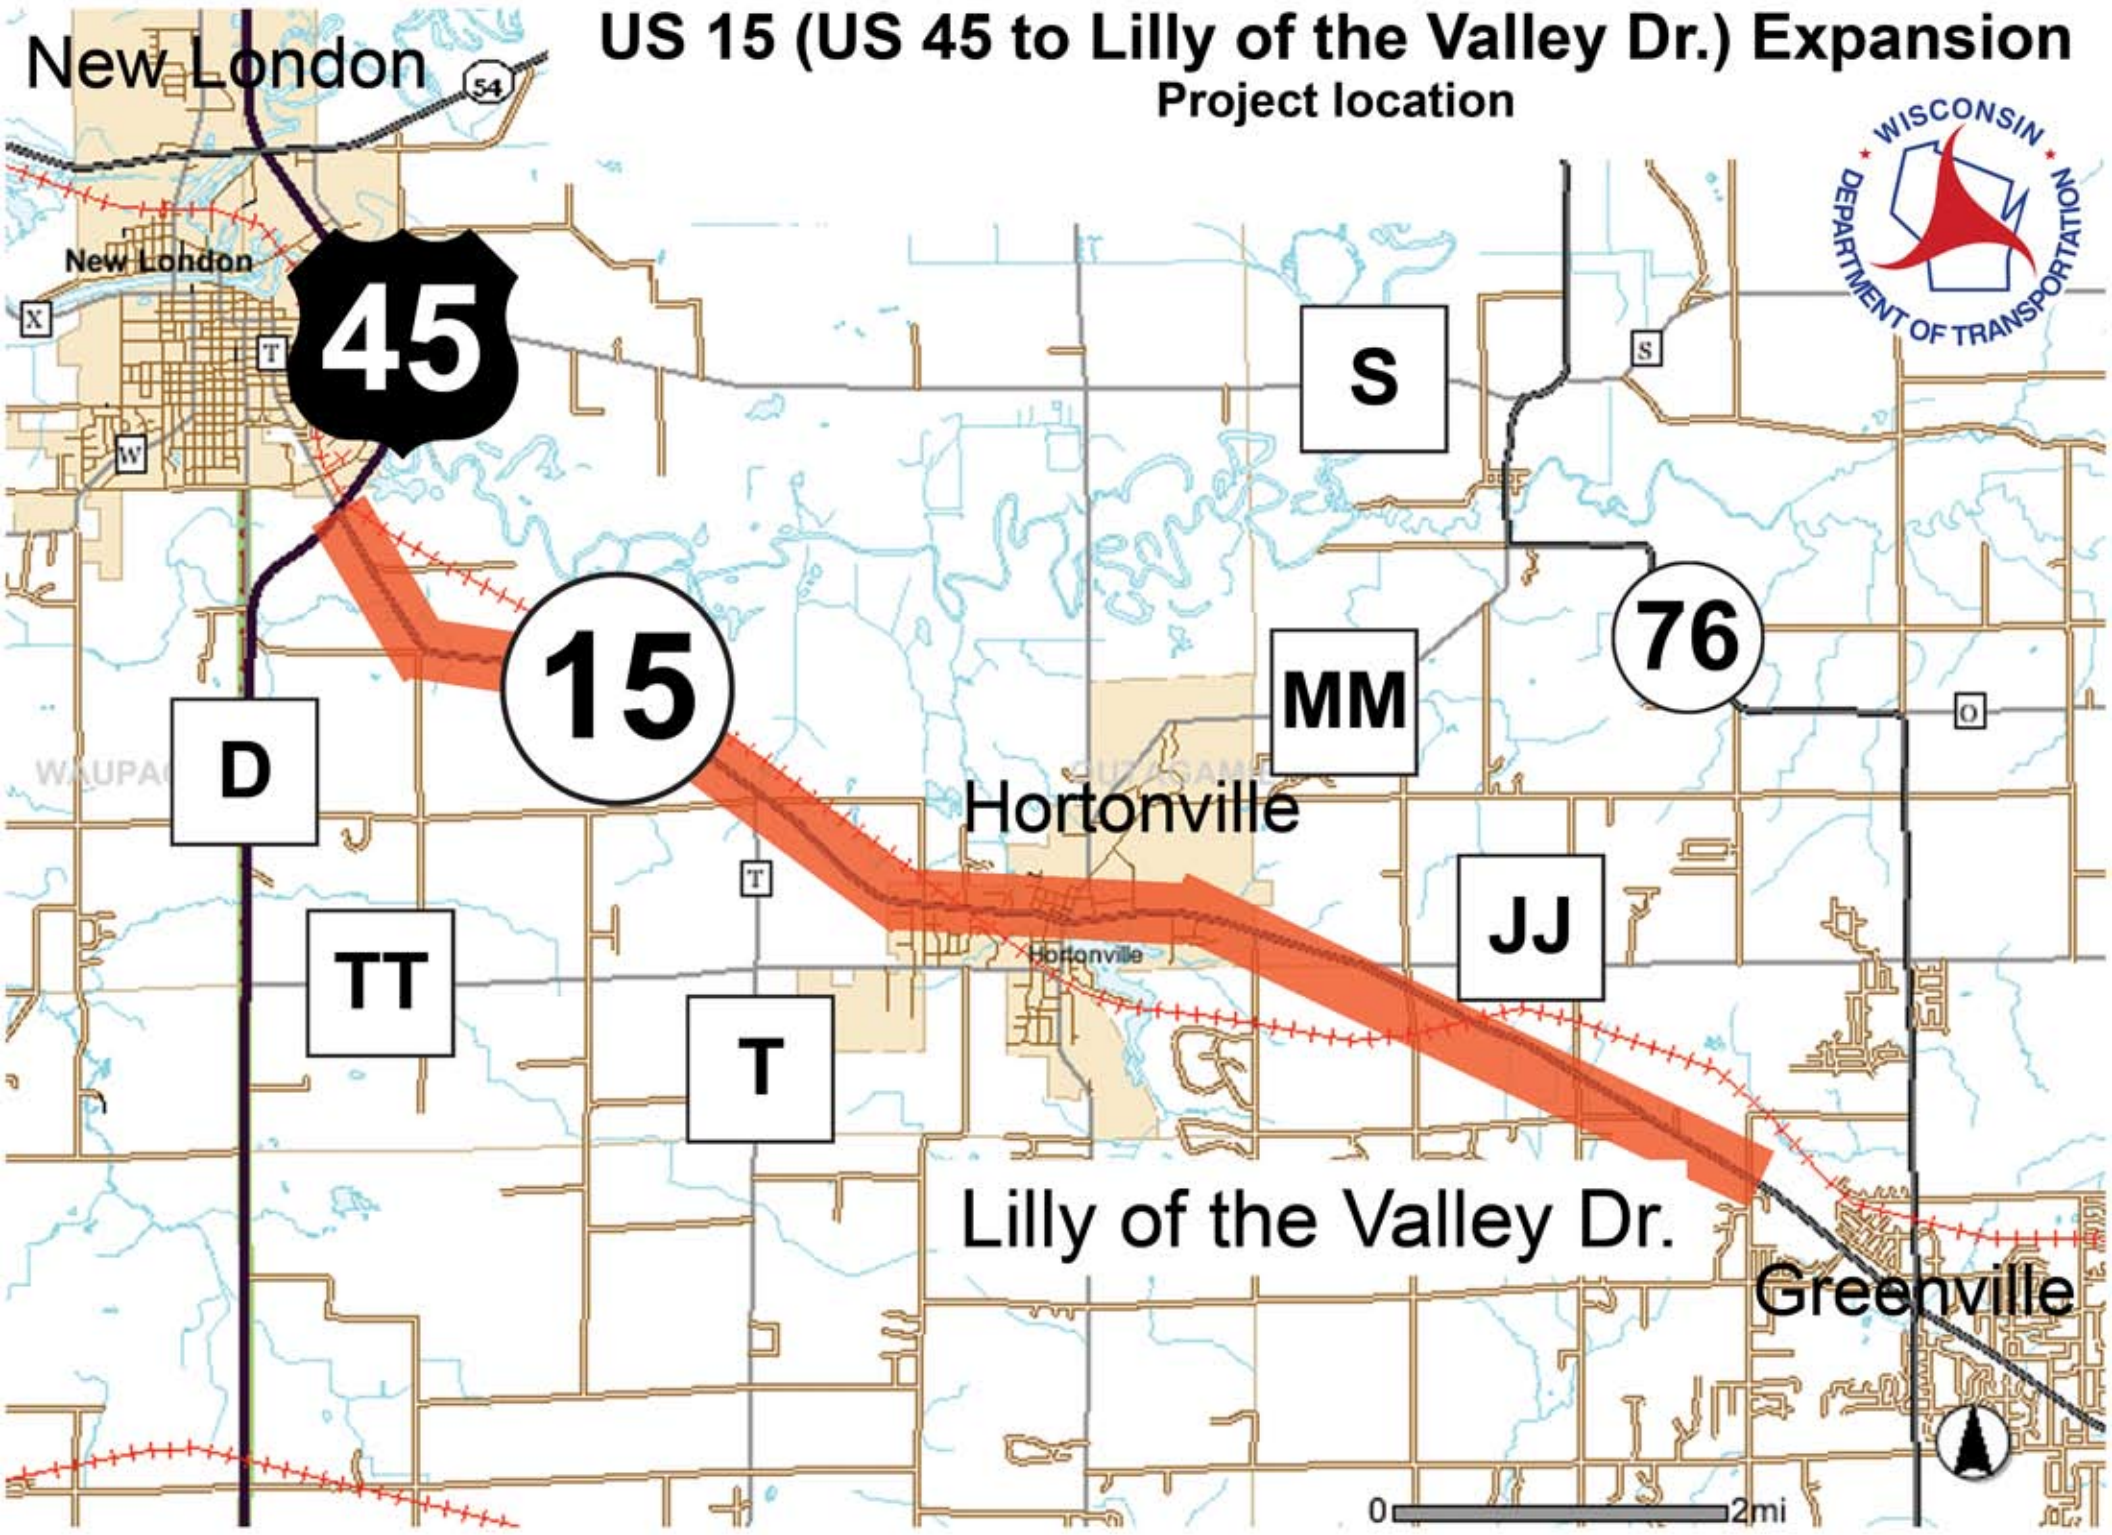 US 15 (US 45 to Lilly of the Valley Dr.) Expansion
Project location
New London
54
WISCONSIN
DEPARTMENT OF TRANSPORTATION
New London
X
T
45
W
S
S
15
MM
76
O
D
Hortonville
T
JJ
TT
Hortonville
T
Lilly of the Valley Dr.
Greenville
0
2mi